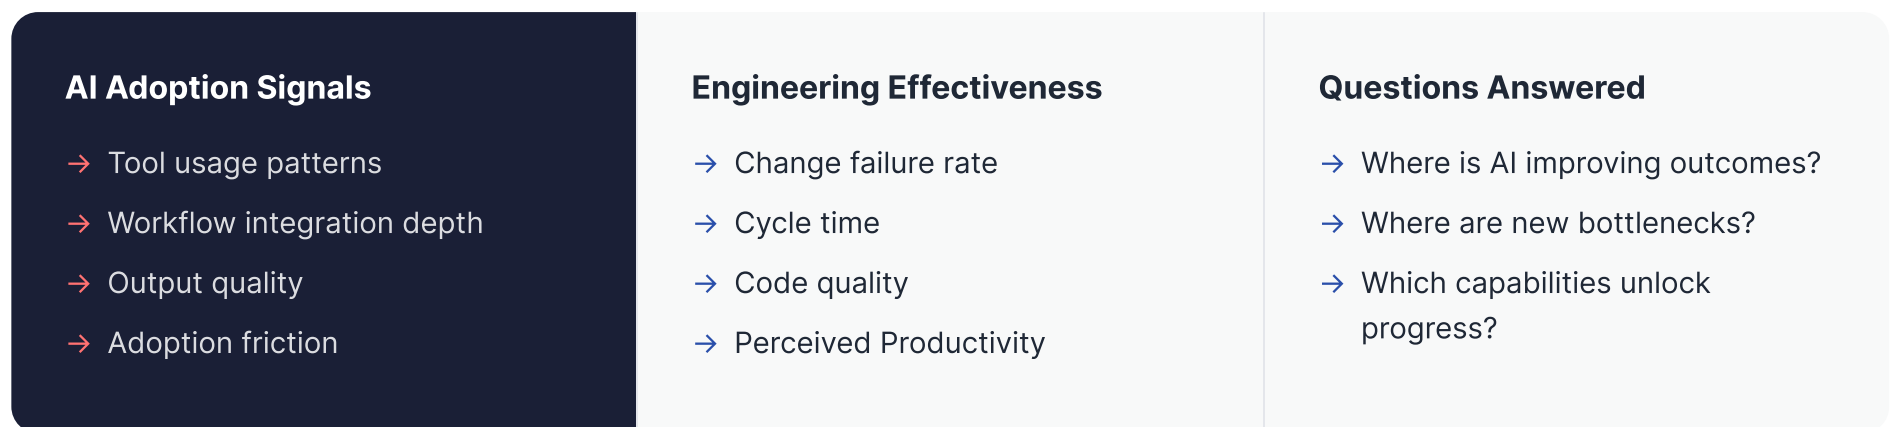 AI Adoption Signals
→ Tool usage patterns
→ Workflow integration depth
→ Output quality
→ Adoption friction
Engineering Effectiveness
→ Change failure rate
→ Cycle time
→ Code quality
→ Perceived Productivity
Questions Answered
→ Where is AI improving outcomes?
→ Where are new bottlenecks?
→ Which capabilities unlock
progress?